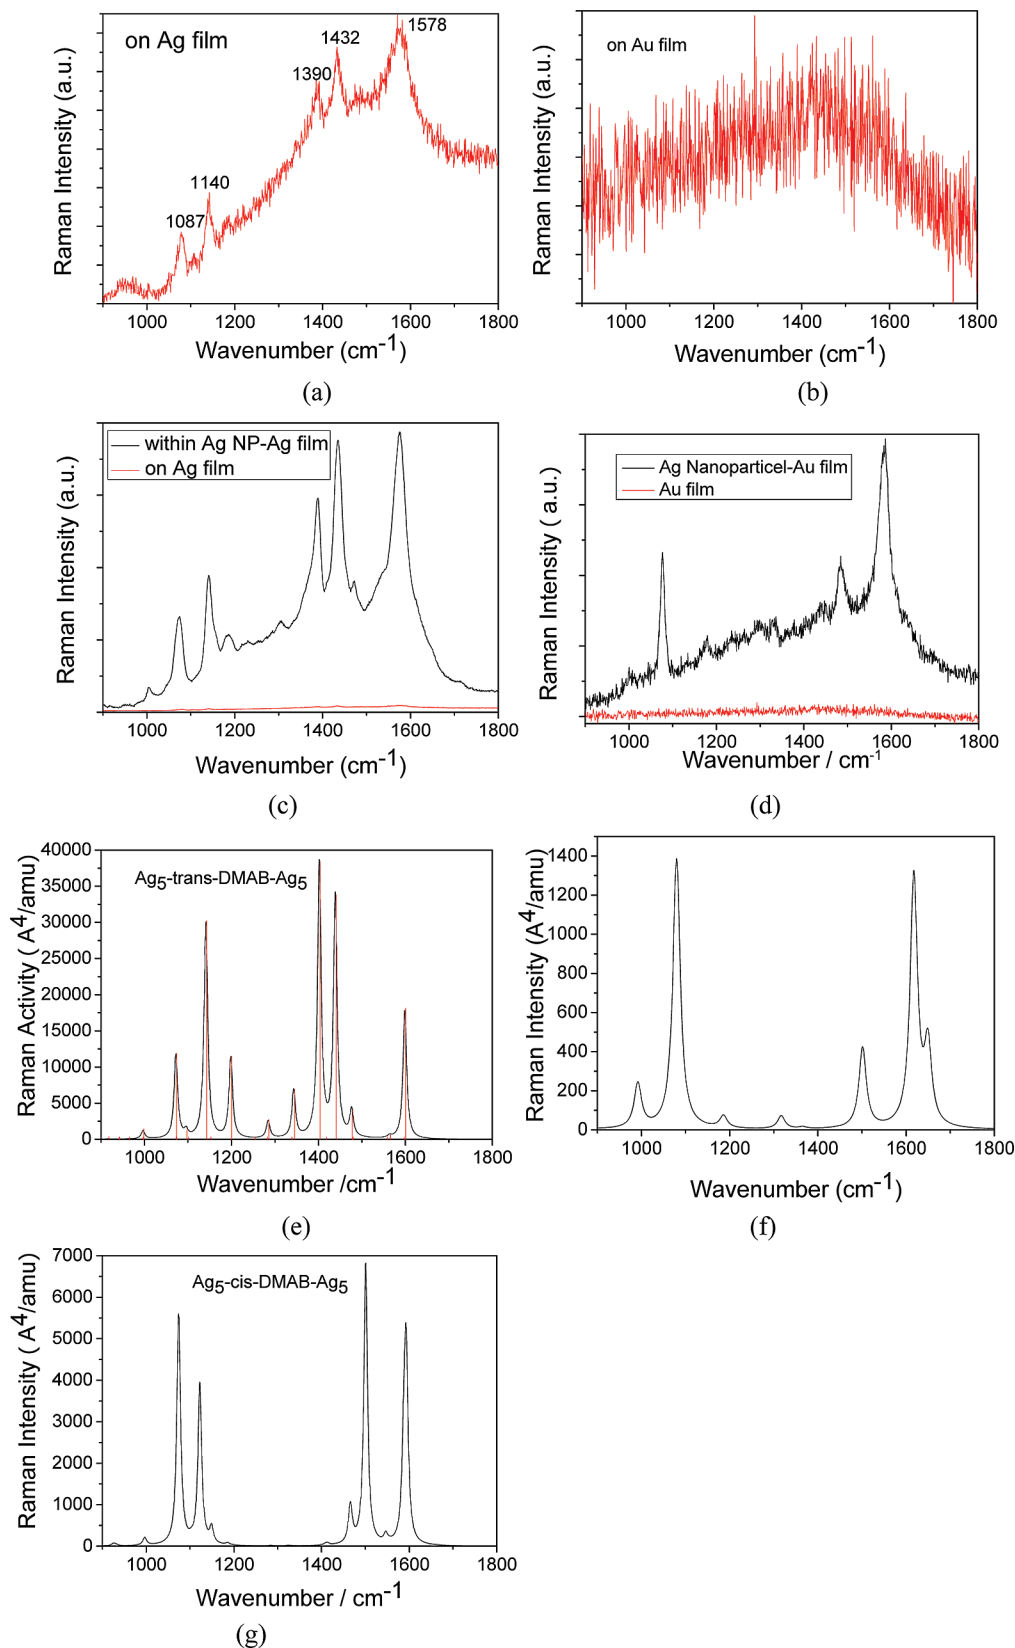 on Ag film
1087
1140
1390
1432
1578
Raman Intensity (a.u.)
1000 1200 1400 1600 1800
Wavenumber (cm-1)
(a)
on Au film
Raman Intensity (a.u.)
1000 1200 1400 1600 1800
Wavenumber (cm-1)
(b)
within Ag NP-Ag film
on Ag film
Raman Intensity (a.u.)
1000 1200 1400 1600 1800
Wavenumber (cm-1)
(c)
Ag Nanoparticel-Au film
Au film
Raman Intensity ( a.u.)
1000 1200 1400 1600 1800
Wavenumber / cm-1
(d)
Ag5-trans-DMAB-Ag5
Raman Activity ( A4/amu)
40000
35000
30000
25000
20000
15000
10000
5000
0
1000 1200 1400 1600 1800
Wavenumber /cm-1
(e)
Raman Intensity (A4/amu)
1400
1200
1000
800
600
400
200
0
1000 1200 1400 1600 1800
Wavenumber (cm-1)
(f)
Ag5-cis-DMAB-Ag5
Raman Intensity ( A4/amu)
7000
6000
5000
4000
3000
2000
1000
0
1000 1200 1400 1600 1800
Wavenumber / cm-1
(g)